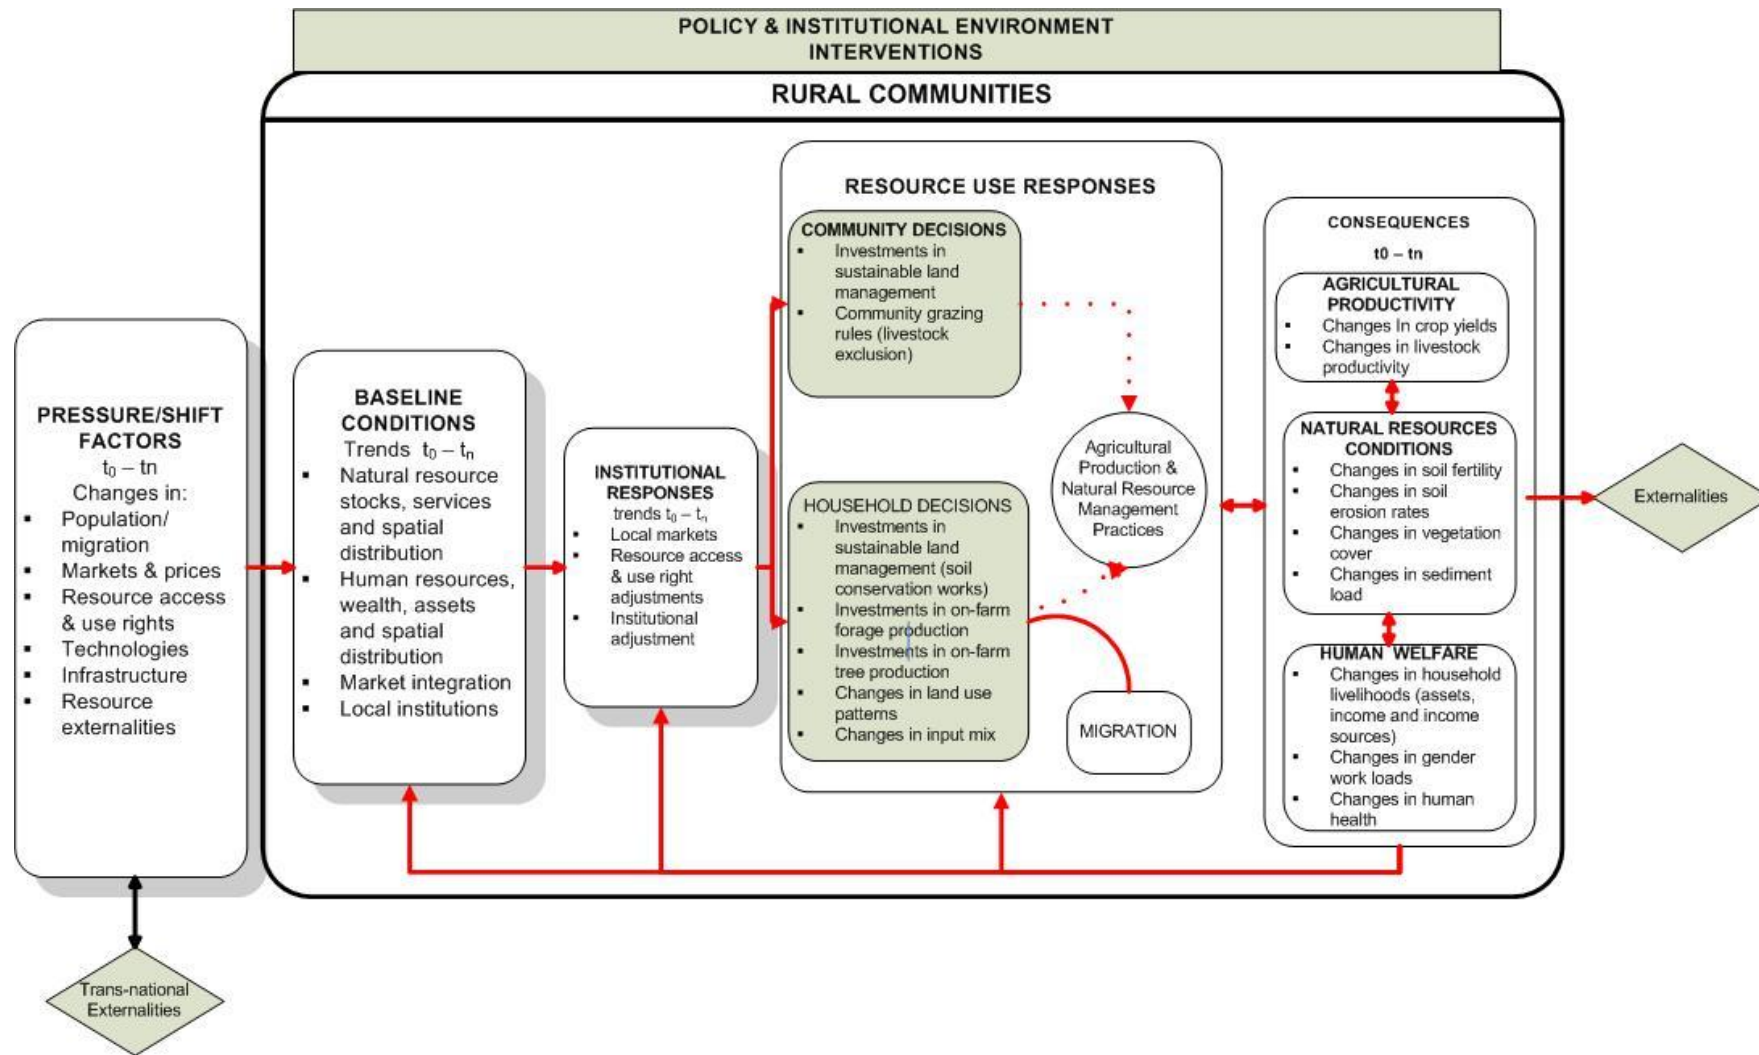 POLICY & INSTITUTIONAL ENVIRONMENT
INTERVENTIONS
RURAL COMMUNITIES
PRESSURE/SHIFT
FACTORS
t₀ – tn
Changes in:
▪ Population/
migration
▪ Markets & prices
▪ Resource access
& use rights
▪ Technologies
▪ Infrastructure
▪ Resource
externalities
Trans-national
Externalities
BASELINE
CONDITIONS
Trends t₀ – tₙ
▪ Natural resource
stocks, services
and spatial
distribution
▪ Human resources,
wealth, assets
and spatial
distribution
▪ Market integration
▪ Local institutions
INSTITUTIONAL
RESPONSES
trends t₀ – tₙ
▪ Local markets
▪ Resource access
& use right
adjustments
▪ Institutional
adjustment
RESOURCE USE RESPONSES
COMMUNITY DECISIONS
▪ Investments in
sustainable land
management
▪ Community grazing
rules (livestock
exclusion)
HOUSEHOLD DECISIONS
▪ Investments in
sustainable land
management (soil
conservation works)
▪ Investments in on-farm
forage production
▪ Investments in on-farm
tree production
▪ Changes in land use
patterns
▪ Changes in input mix
Agricultural
Production &
Natural Resource
Management
Practices
MIGRATION
CONSEQUENCES
t0 – tn
AGRICULTURAL
PRODUCTIVITY
▪ Changes In crop yields
▪ Changes in livestock
productivity
NATURAL RESOURCES
CONDITIONS
▪ Changes in soil fertility
▪ Changes in soil
erosion rates
▪ Changes in vegetation
cover
▪ Changes in sediment
load
HUMAN WELFARE
▪ Changes in household
livelihoods (assets,
income and income
sources)
▪ Changes in gender
work loads
▪ Changes in human
health
Externalities